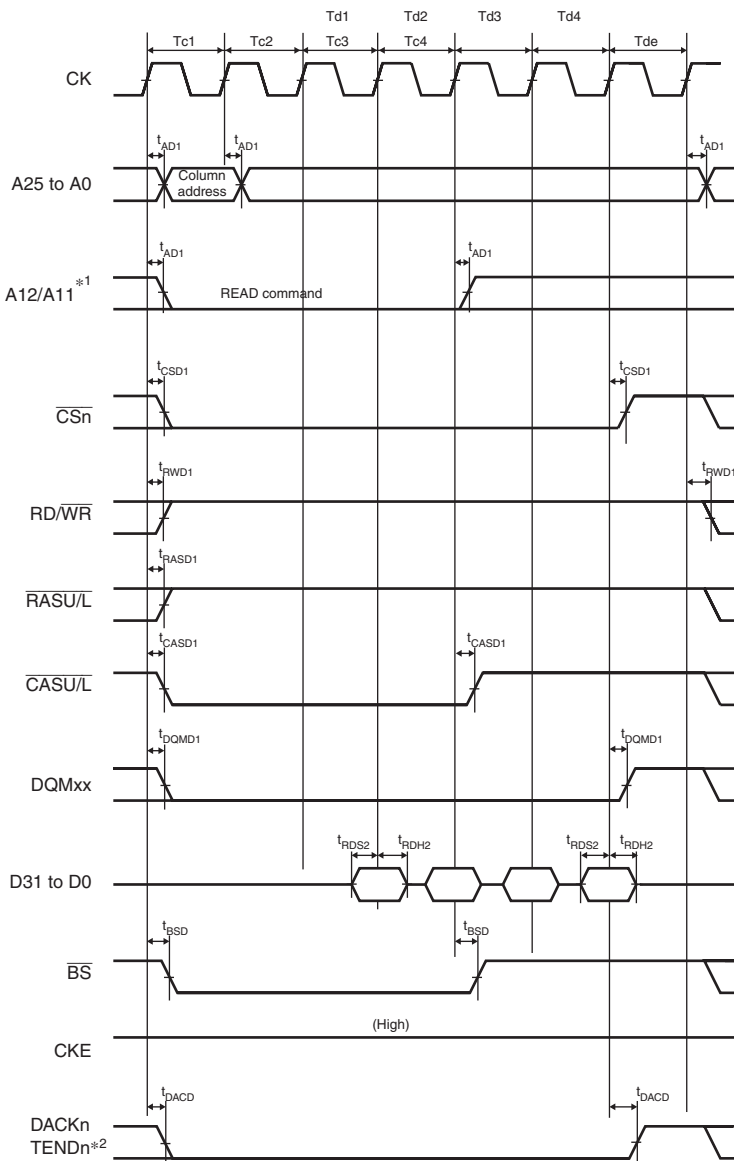 Td1 Td2 Td3 Td4
Tc1 Tc2 Tc3 Tc4 Tde
CK
tAD1 tAD1 tAD1
A25 to A0
Column
address
tAD1 tAD1
A12/A11*1
READ command
tCSD1 tCSD1
CSn
tRWD1 tRWD1
RD/WR
tRASD1
RASU/L
tCASD1 tCASD1
CASU/L
tDQMD1 tDQMD1
DQMxx
tRDS2 tRDH2 tRDS2 tRDH2
D31 to D0
tBSD tBSD
BS
(High)
CKE
tDACD tDACD
DACKn
TENDn*2